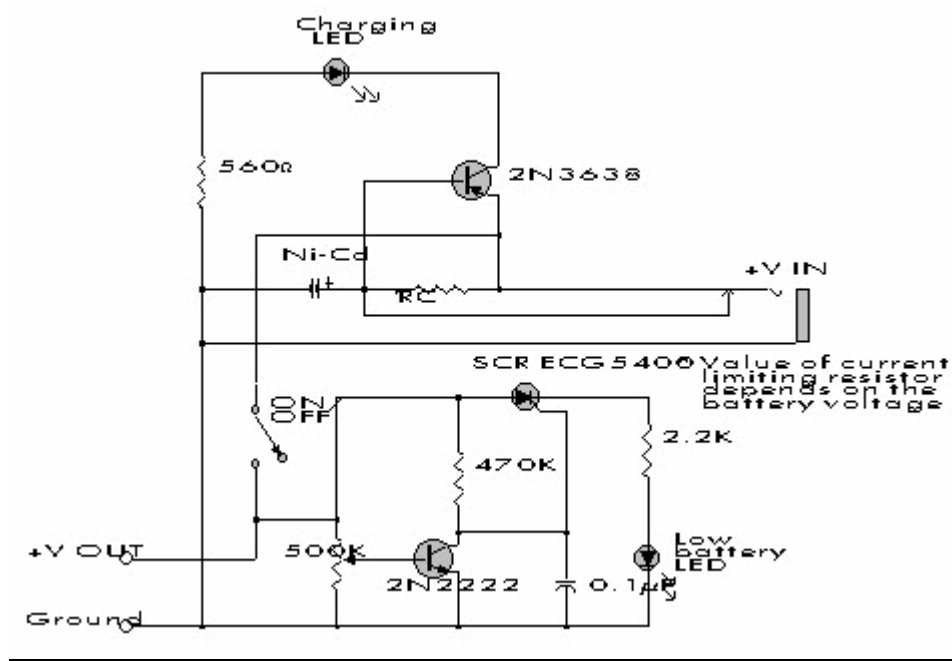 Charging
LED
560Ω
2N3638
Ni-Cd
+V IN
RC
SCR ECG5400
Value of current
limiting resistor
depends on the
battery voltage
ON
OFF
2.2K
470K
+V OUT
500K
Low
battery
LED
2N2222
0.1µF
Ground